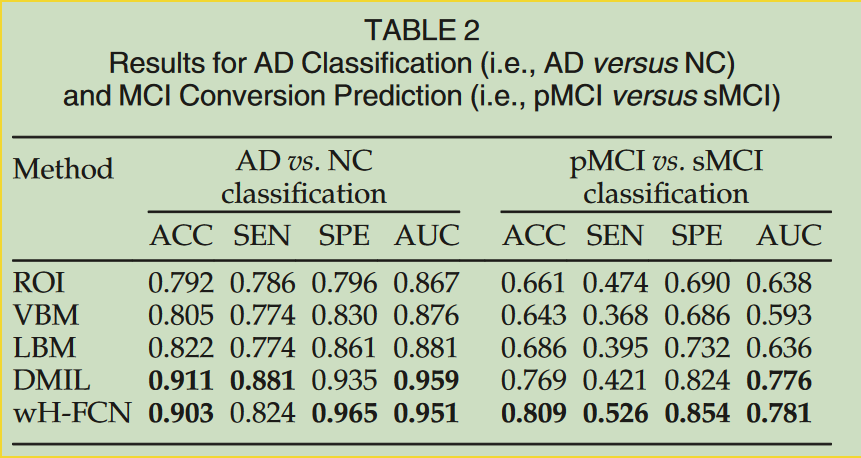 TABLE 2
Results for AD Classification (i.e., AD versus NC)
and MCI Conversion Prediction (i.e., pMCI versus sMCI)
Method AD vs. NC classification pMCI vs. sMCI classification
ACC SEN SPE AUC ACC SEN SPE AUC
ROI 0.792 0.786 0.796 0.867 0.661 0.474 0.690 0.638
VBM 0.805 0.774 0.830 0.876 0.643 0.368 0.686 0.593
LBM 0.822 0.774 0.861 0.881 0.686 0.395 0.732 0.636
DMIL 0.911 0.881 0.935 0.959 0.769 0.421 0.824 0.776
wH-FCN 0.903 0.824 0.965 0.951 0.809 0.526 0.854 0.781